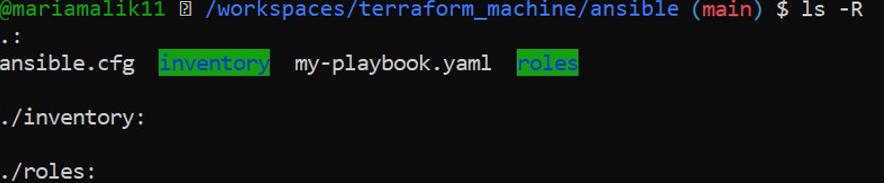 @mariamalik11 /workspaces/terraform_machine/ansible (main) $ ls -R
.:
ansible.cfg  inventory  my-playbook.yaml  roles
./inventory:
./roles: